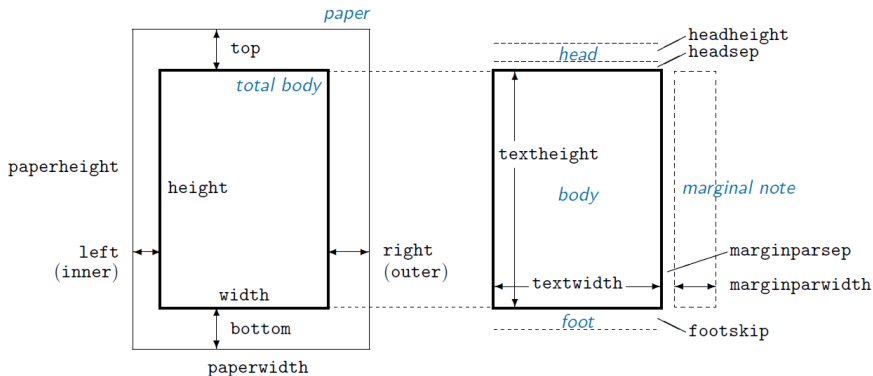 paper
top
total body
paperheight
height
left
(inner)
right
(outer)
width
bottom
paperwidth
headheight
head
headsep
textheight
body
marginal note
marginparsep
textwidth
marginparwidth
foot
footskip